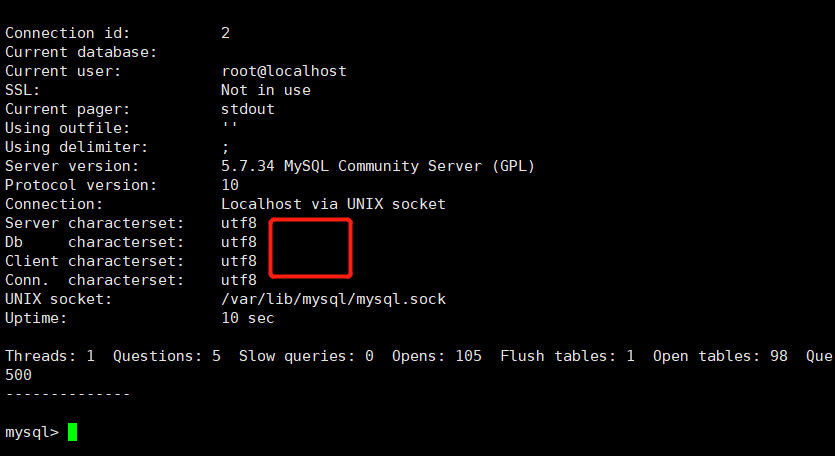 Connection id:          2
Current database:
Current user:           root@localhost
SSL:                    Not in use
Current pager:          stdout
Using outfile:          ''
Using delimiter:        ;
Server version:         5.7.34 MySQL Community Server (GPL)
Protocol version:       10
Connection:             Localhost via UNIX socket
Server characterset:    utf8
Db     characterset:    utf8
Client characterset:    utf8
Conn.  characterset:    utf8
UNIX socket:            /var/lib/mysql/mysql.sock
Uptime:                 10 sec
Threads: 1  Questions: 5  Slow queries: 0  Opens: 105  Flush tables: 1  Open tables: 98  Que
500
--------------
mysql>